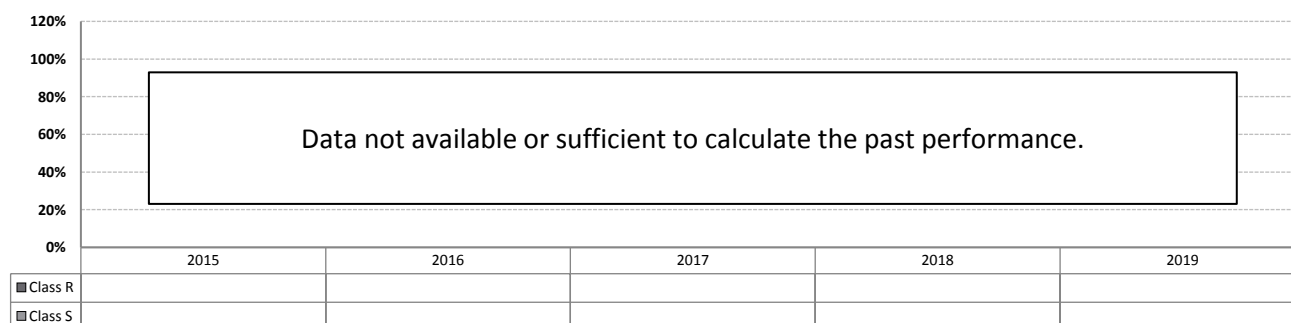 120%
100%
80%
60%
40%
20%
0%
Data not available or sufficient to calculate the past performance.
2015 2016 2017 2018 2019
Class R
Class S